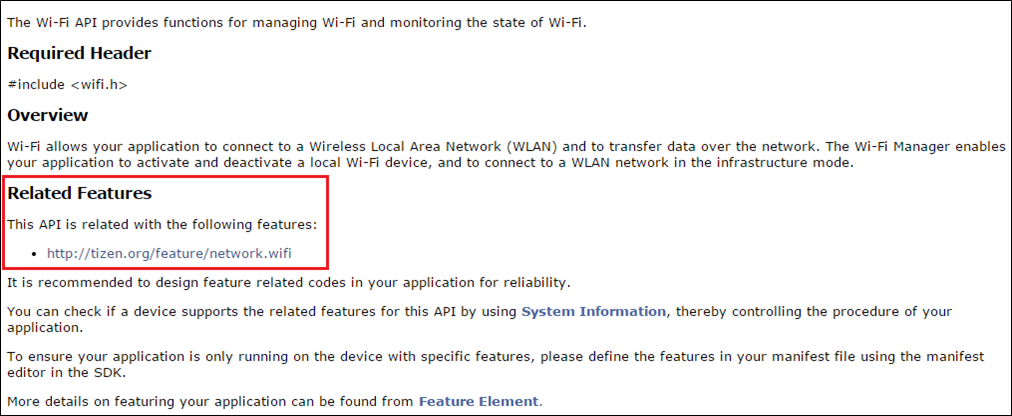 The Wi-Fi API provides functions for managing Wi-Fi and monitoring the state of Wi-Fi.
Required Header
#include <wifi.h>
Overview
Wi-Fi allows your application to connect to a Wireless Local Area Network (WLAN) and to transfer data over the network. The Wi-Fi Manager enables
your application to activate and deactivate a local Wi-Fi device, and to connect to a WLAN network in the infrastructure mode.
Related Features
This API is related with the following features:
• http://tizen.org/feature/network.wifi
It is recommended to design feature related codes in your application for reliability.
You can check if a device supports the related features for this API by using System Information, thereby controlling the procedure of your
application.
To ensure your application is only running on the device with specific features, please define the features in your manifest file using the manifest
editor in the SDK.
More details on featuring your application can be found from Feature Element.